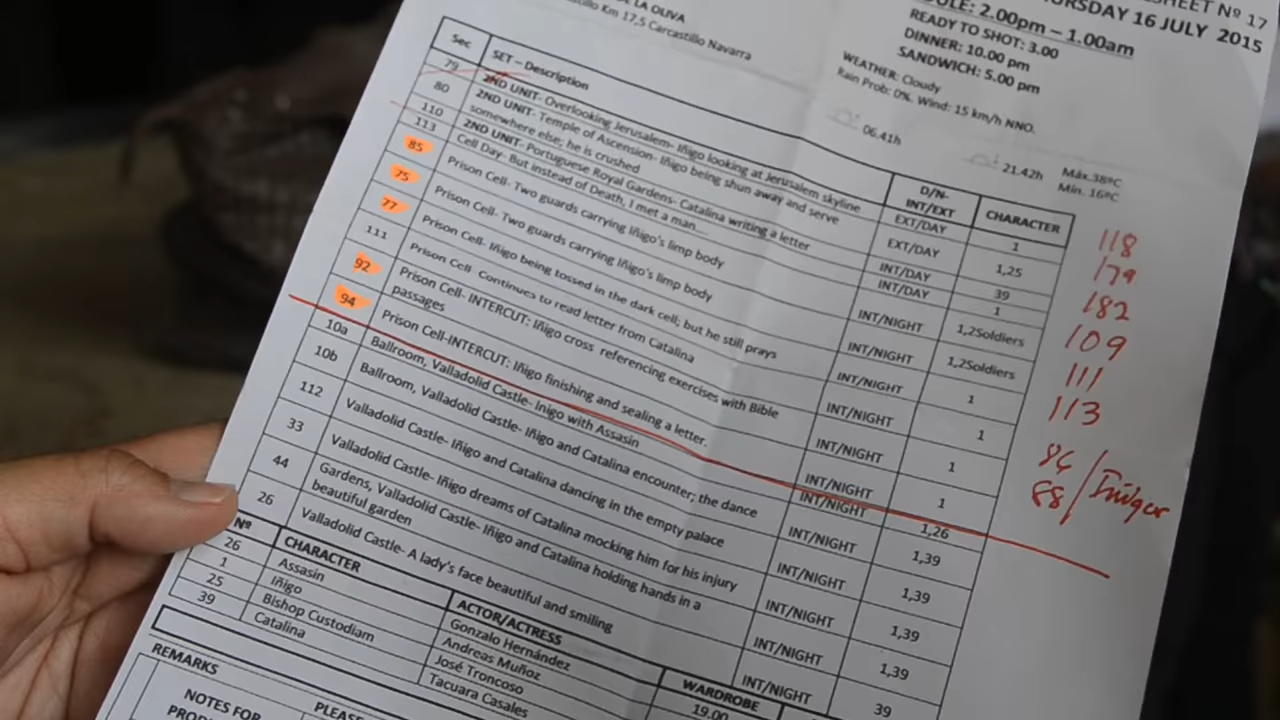 SHEET Nº 17
THURSDAY 16 JULY 2015
2.00pm – 1.00am
READY TO SHOT: 3.00
DINNER: 10.00 pm
SANDWICH: 5.00 pm
DE LA OLIVA
Km 17,5 Carcastillo Navarra
WEATHER: Cloudy
Rain Prob: 0%. Wind: 15 km/h NNO.
06.41h
21.42h
Máx.38ºC
Min. 16ºC
Sec SET – Description D/N- INT/EXT CHARACTER
79 2ND UNIT- Overlooking Jerusalem- Iñigo looking at Jerusalem skyline EXT/DAY 1
80 2ND UNIT- Temple of Ascension- Iñigo being shun away and serve somewhere else; he is crushed EXT/DAY 1,25
110 2ND UNIT- Portuguese Royal Gardens- Catalina writing a letter INT/DAY 39
113 Cell Day- But instead of Death, I met a man... INT/DAY 1
85 Prison Cell- Two guards carrying Iñigo's limp body INT/NIGHT 1,2Soldiers
75 Prison Cell- Two guards carrying Iñigo's limp body INT/NIGHT 1,2Soldiers
77 Prison Cell- Iñigo being tossed in the dark cell; but he still prays INT/NIGHT 1
111 Prison Cell- Continues to read letter from Catalina INT/NIGHT 1
92 Prison Cell- INTERCUT: Iñigo cross referencing exercises with Bible passages INT/NIGHT 1
94 Prison Cell-INTERCUT: Iñigo finishing and sealing a letter. INT/NIGHT 1
10a Ballroom, Valladolid Castle- Inigo with Assasin INT/NIGHT 1,26
10b Ballroom, Valladolid Castle- Iñigo and Catalina encounter; the dance INT/NIGHT 1,39
112 Valladolid Castle- Iñigo and Catalina dancing in the empty palace INT/NIGHT 1,39
33 Valladolid Castle- Iñigo dreams of Catalina mocking him for his injury INT/NIGHT 1,39
44 Gardens, Valladolid Castle- Iñigo and Catalina holding hands in a beautiful garden INT/NIGHT 1,39
26 Valladolid Castle- A lady's face beautiful and smiling INT/NIGHT 39
118
179
182
109
111
113
Nº CHARACTER ACTOR/ACTRESS WARDROBE
26 Assasin Gonzalo Hernández 19.00
1 Iñigo Andreas Muñoz
25 Bishop Custodiam José Troncoso
39 Catalina Tacuara Casales
REMARKS
NOTES FOR
PLEASE